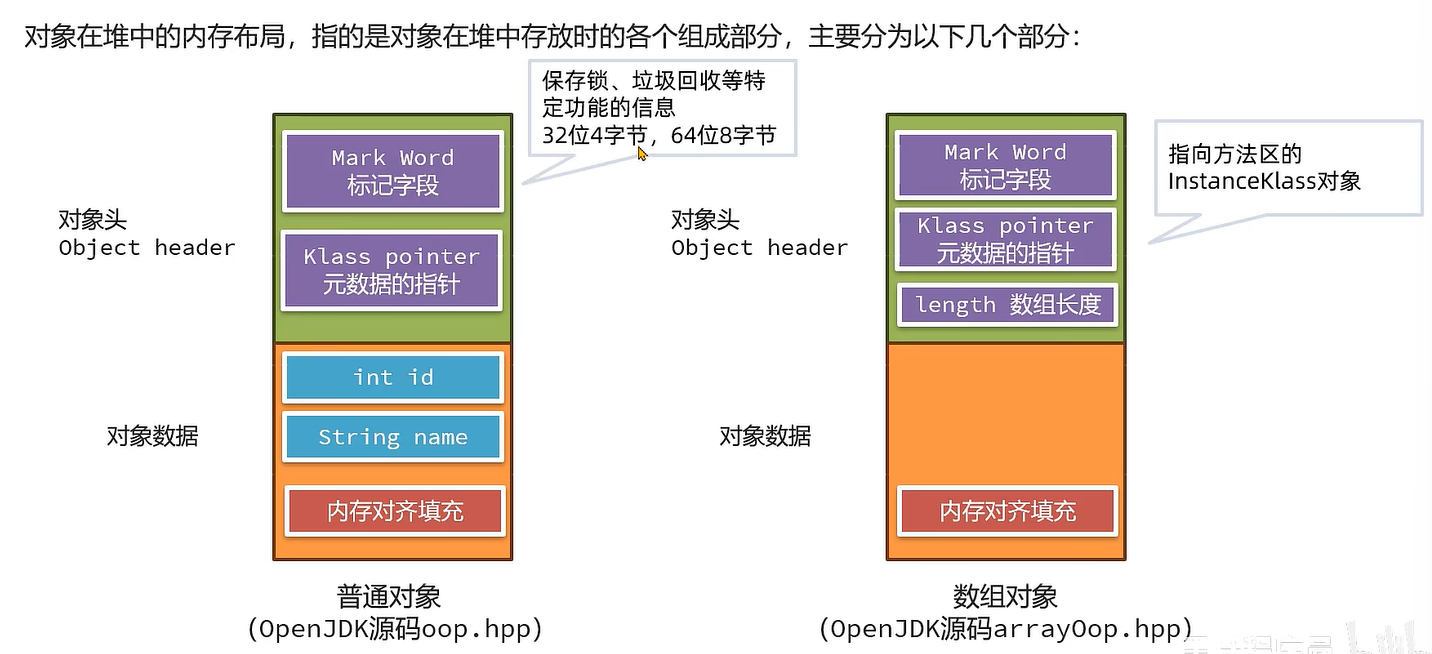 对象在堆中的内存布局，指的是对象在堆中存放时的各个组成部分，主要分为以下几个部分：
保存锁、垃圾回收等特
定功能的信息
32位4字节，64位8字节
Mark Word
标记字段
对象头
Object header
Klass pointer
元数据的指针
int id
对象数据
String name
内存对齐填充
普通对象
(OpenJDK源码oop.hpp)
指向方法区的
InstanceKlass对象
Mark Word
标记字段
对象头
Object header
Klass pointer
元数据的指针
length 数组长度
对象数据
内存对齐填充
数组对象
(OpenJDK源码arrayOop.hpp)